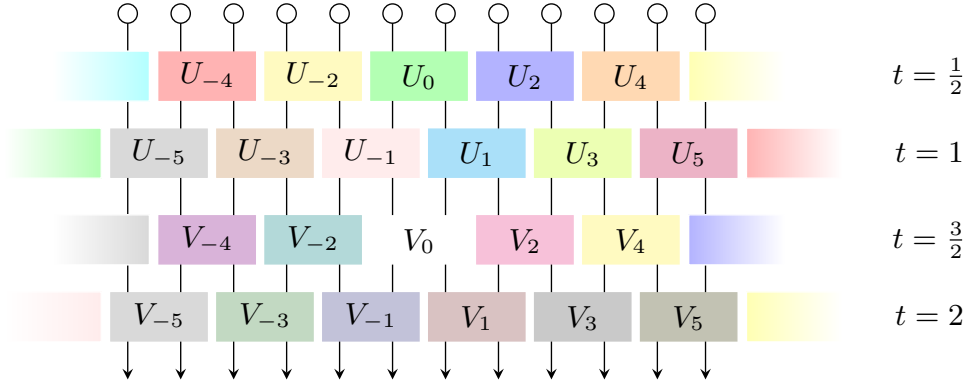 U₋₄ U₋₂ U₀ U₂ U₄ t = 1/2
U₋₅ U₋₃ U₋₁ U₁ U₃ U₅ t = 1
V₋₄ V₋₂ V₀ V₂ V₄ t = 3/2
V₋₅ V₋₃ V₋₁ V₁ V₃ V₅ t = 2